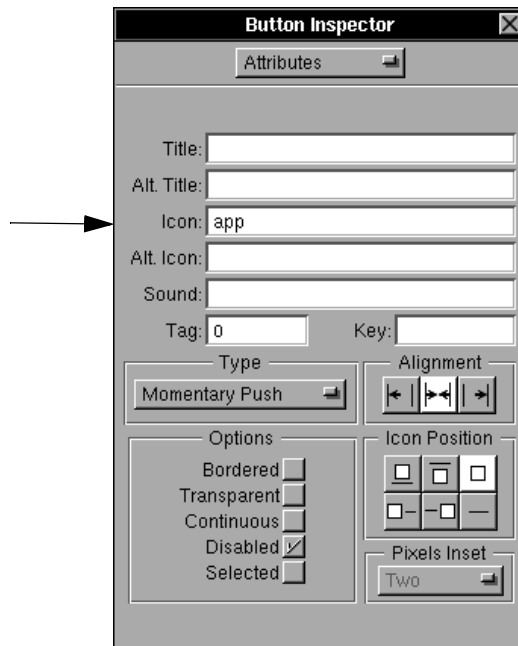 Button Inspector
Attributes
Title:
Alt. Title:
Icon: app
Alt. Icon:
Sound:
Tag: 0 Key:
Type Alignment
Momentary Push
Options Icon Position
Bordered
Transparent
Continuous
Disabled
Selected
Pixels Inset
Two